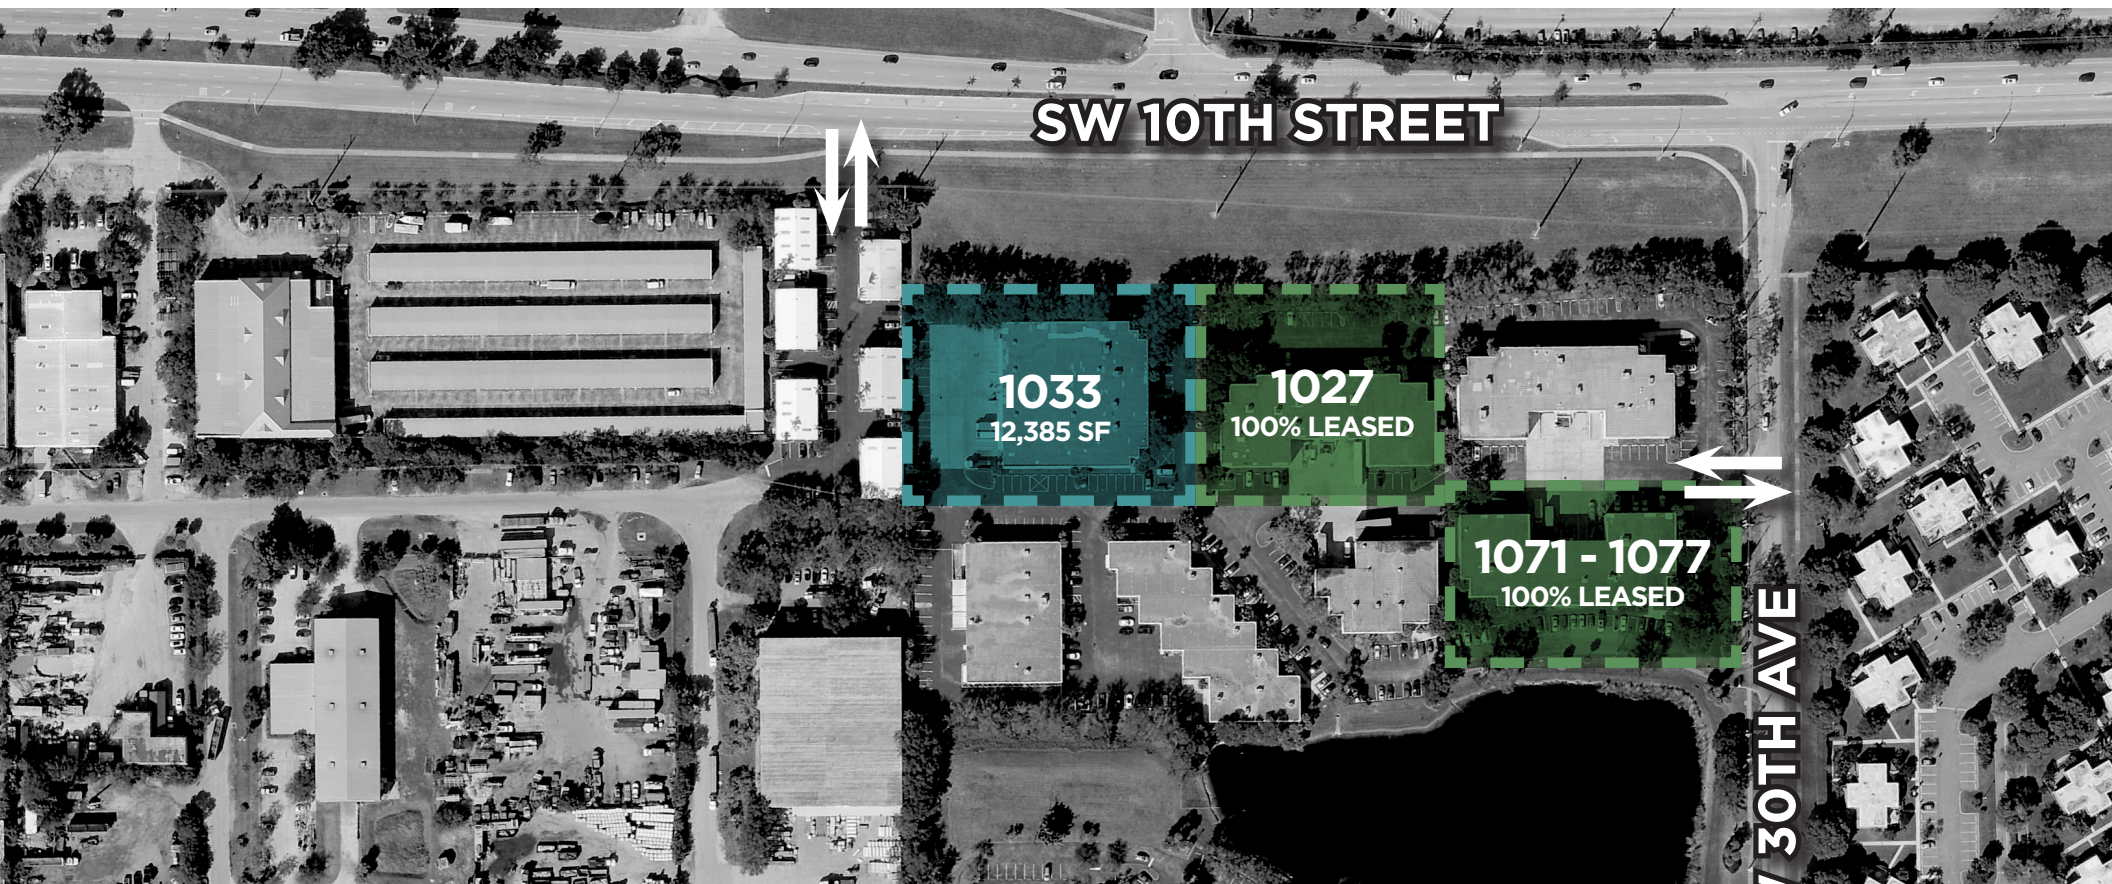 SW 10TH STREET
1033
12,385 SF
1027
100% LEASED
1071 - 1077
100% LEASED
30TH AVE